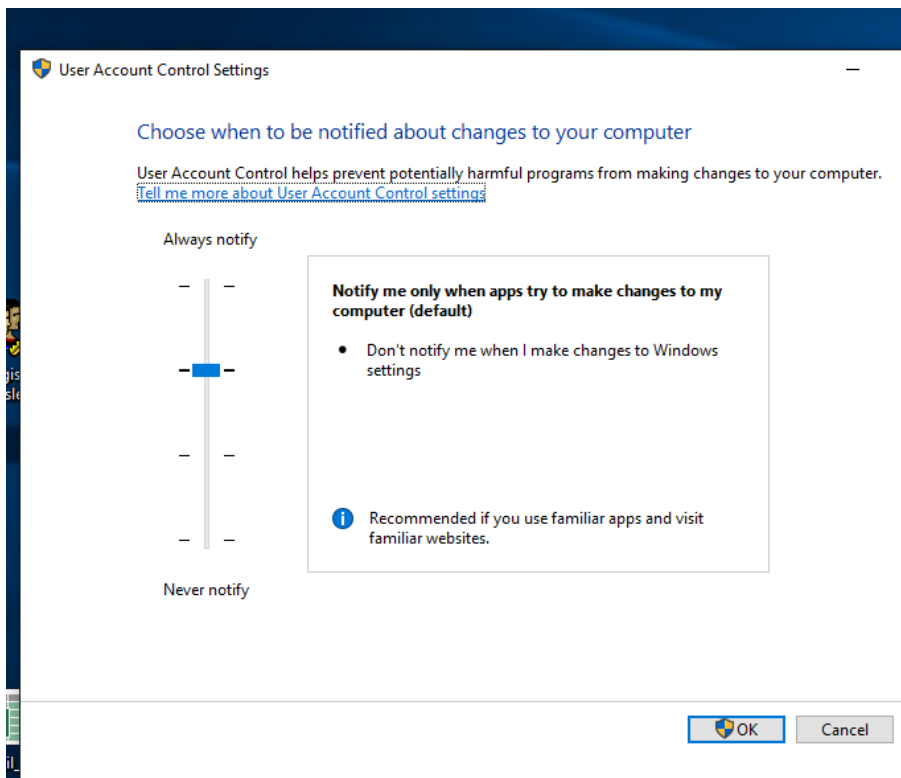 User Account Control Settings
Choose when to be notified about changes to your computer
User Account Control helps prevent potentially harmful programs from making changes to your computer.
Tell me more about User Account Control settings
Always notify
Notify me only when apps try to make changes to my
computer (default)
Don't notify me when I make changes to Windows
settings
Recommended if you use familiar apps and visit
familiar websites.
Never notify
OK
Cancel